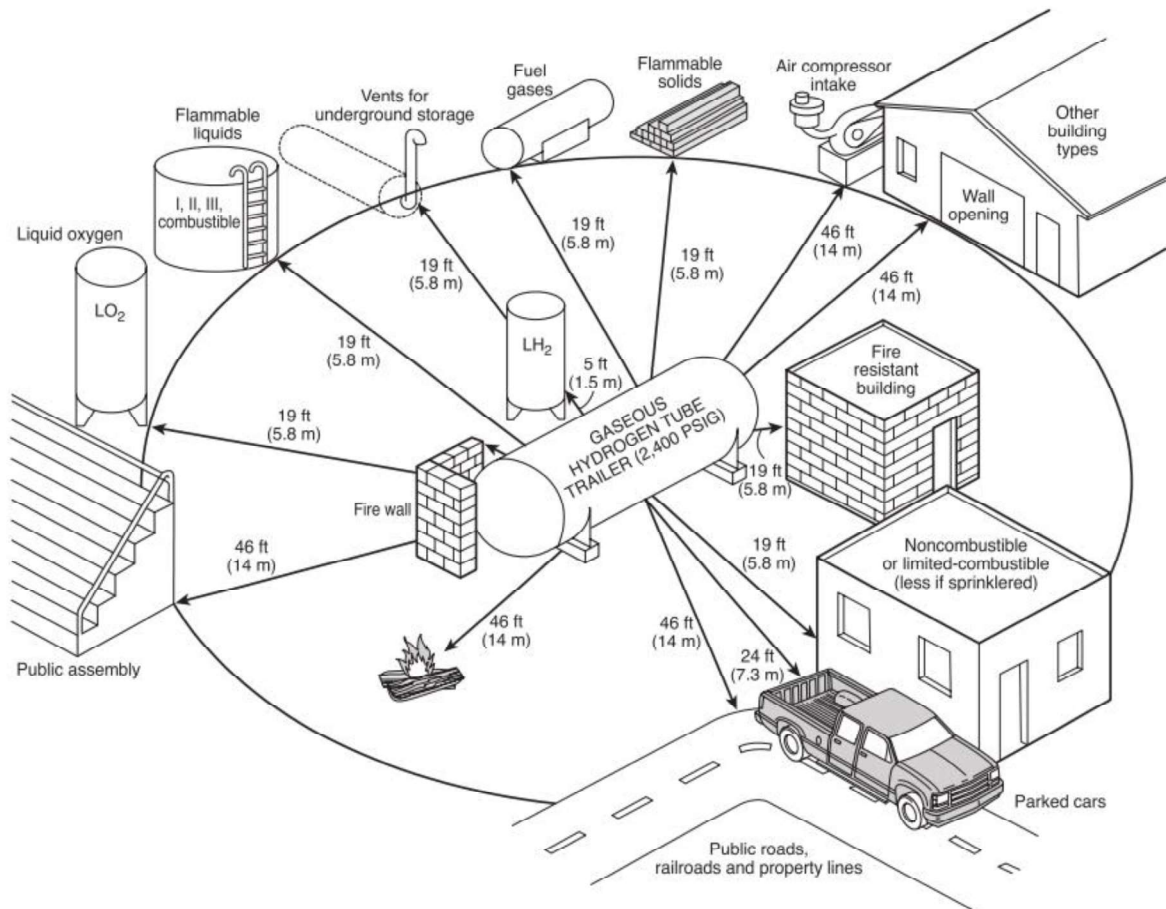 Fuel
gases
Flammable
solids
Air compressor
intake
Vents for
underground storage
Flammable
liquids
Other
building
types
I, II, III,
combustible
Wall
opening
Liquid oxygen
LO2
19 ft
(5.8 m)
19 ft
(5.8 m)
19 ft
(5.8 m)
46 ft
(14 m)
46 ft
(14 m)
19 ft
(5.8 m)
LH2
5 ft
(1.5 m)
Fire
resistant
building
GASEOUS
HYDROGEN TUBE
TRAILER (2,400 PSIG)
19 ft
(5.8 m)
19 ft
(5.8 m)
Fire wall
46 ft
(14 m)
19 ft
(5.8 m)
Noncombustible
or limited-combustible
(less if sprinklered)
46 ft
(14 m)
46 ft
(14 m)
24 ft
(7.3 m)
Public assembly
Parked cars
Public roads,
railroads and property lines